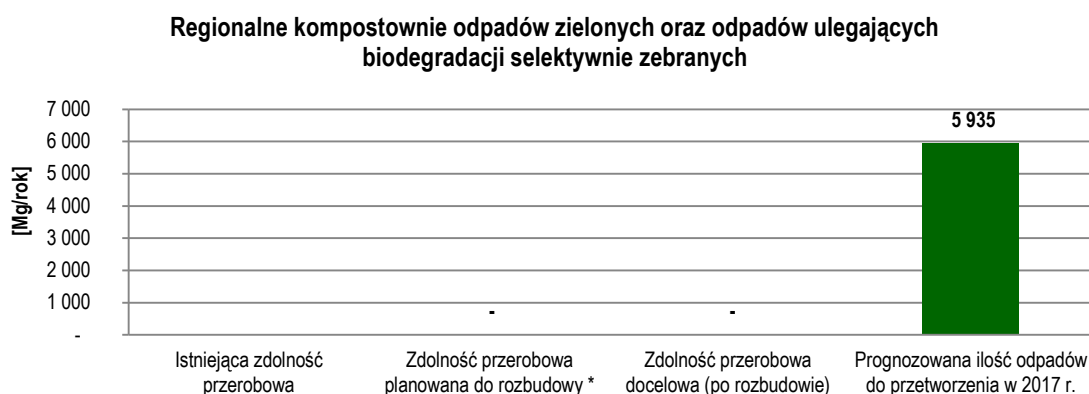 Regionalne kompostownie odpadów zielonych oraz odpadów ulegających
biodegradacji selektywnie zebranych
[Mg/rok]
7 000
6 000
5 000
4 000
3 000
2 000
1 000
-
5 935
-
-
Istniejąca zdolność
przerobowa
Zdolność przerobowa
planowana do rozbudowy *
Zdolność przerobowa
docelowa (po rozbudowie)
Prognozowana ilość odpadów
do przetworzenia w 2017 r.